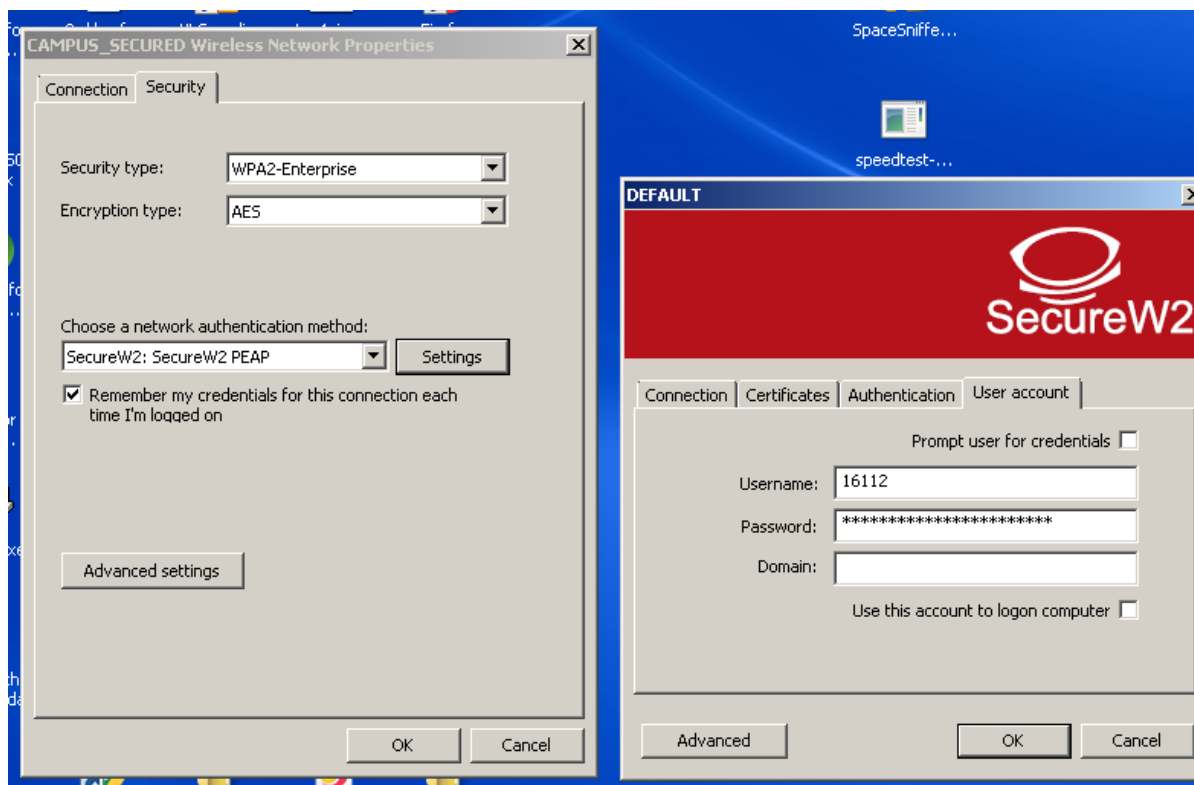 SpaceSniffe...
speedtest-...
CAMPUS_SECURED Wireless Network Properties
Connection
Security
Security type:
WPA2-Enterprise
Encryption type:
AES
Choose a network authentication method:
SecureW2: SecureW2 PEAP
Settings
Remember my credentials for this connection each
time I'm logged on
Advanced settings
OK
Cancel
DEFAULT
SecureW2
Connection
Certificates
Authentication
User account
Prompt user for credentials
Username:
16112
Password:
***********************
Domain:
Use this account to logon computer
Advanced
OK
Cancel